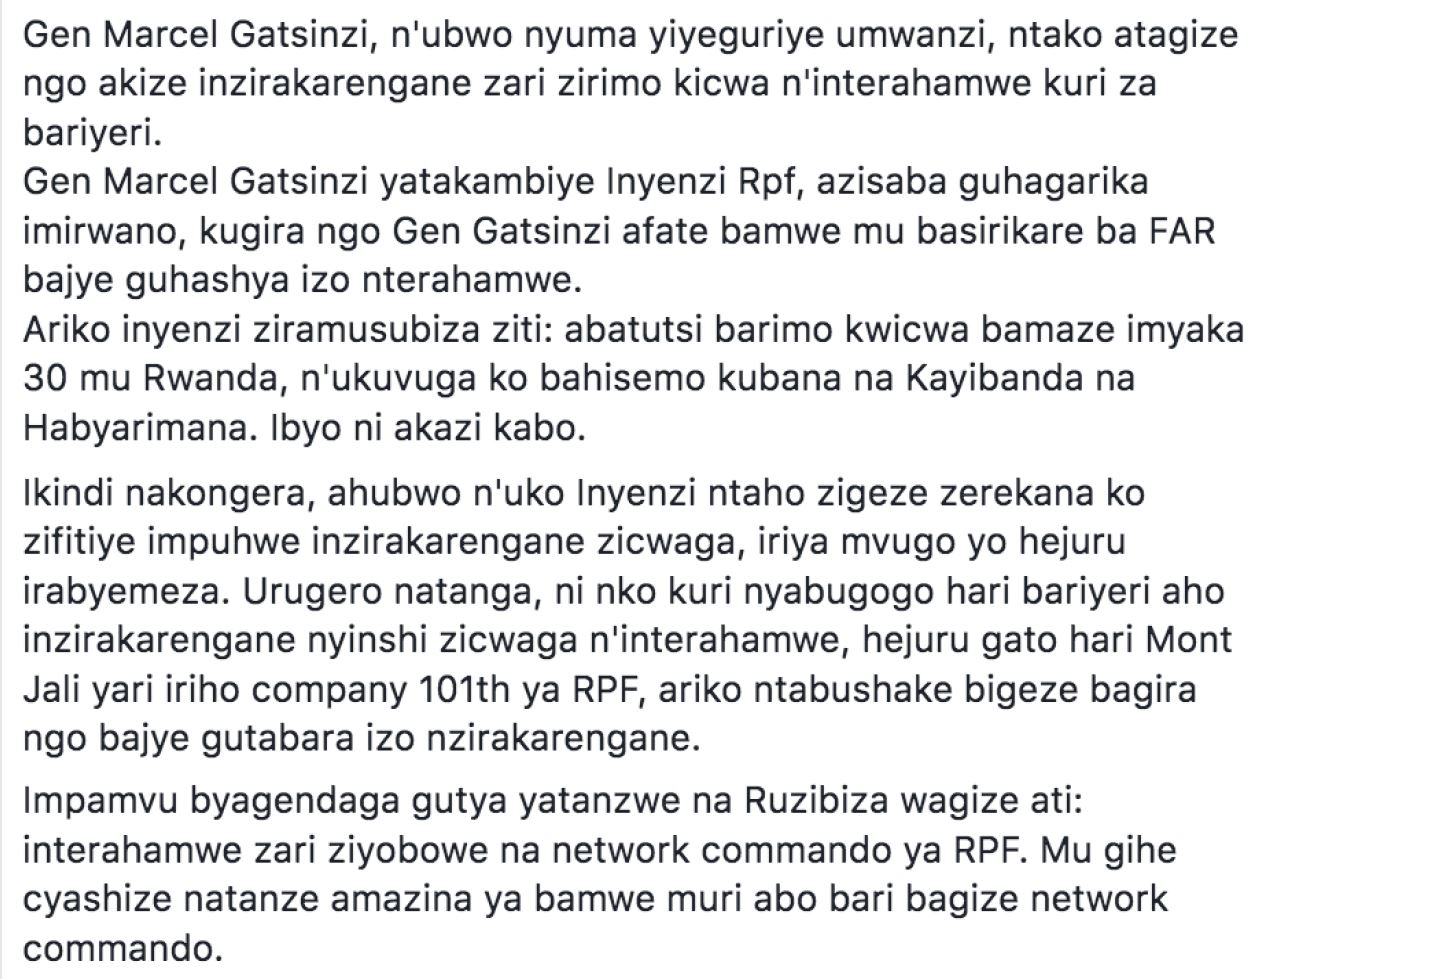 Gen Marcel Gatsinzi, n'ubwo nyuma yiyeguriye umwanzi, ntako atagize
ngo akize inzirakarengane zari zirimo kicwa n'interahamwe kuri za
bariyeri.
Gen Marcel Gatsinzi yatakambiye Inyenzi Rpf, azisaba guhagarika
imirwano, kugira ngo Gen Gatsinzi afate bamwe mu basirikare ba FAR
bajye guhashya izo nterahamwe.
Ariko inyenzi ziramusubiza ziti: abatutsi barimo kwicwa bamaze imyaka
30 mu Rwanda, n'ukuvuga ko bahisemo kubana na Kayibanda na
Habyarimana. Ibyo ni akazi kabo.
Ikindi nakongera, ahubwo n'uko Inyenzi ntaho zigeze zerekana ko
zifitiye impuhwe inzirakarengane zicwaga, iriya mvugo yo hejuru
irabyemeza. Urugero natanga, ni nko kuri nyabugogo hari bariyeri aho
inzirakarengane nyinshi zicwaga n'interahamwe, hejuru gato hari Mont
Jali yari iriho company 101th ya RPF, ariko ntabushake bigeze bagira
ngo bajye gutabara izo nzirakarengane.
Impamvu byagendaga gutya yatanzwe na Ruzibiza wagize ati:
interahamwe zari ziyobowe na network commando ya RPF. Mu gihe
cyashize natanze amazina ya bamwe muri abo bari bagize network
commando.